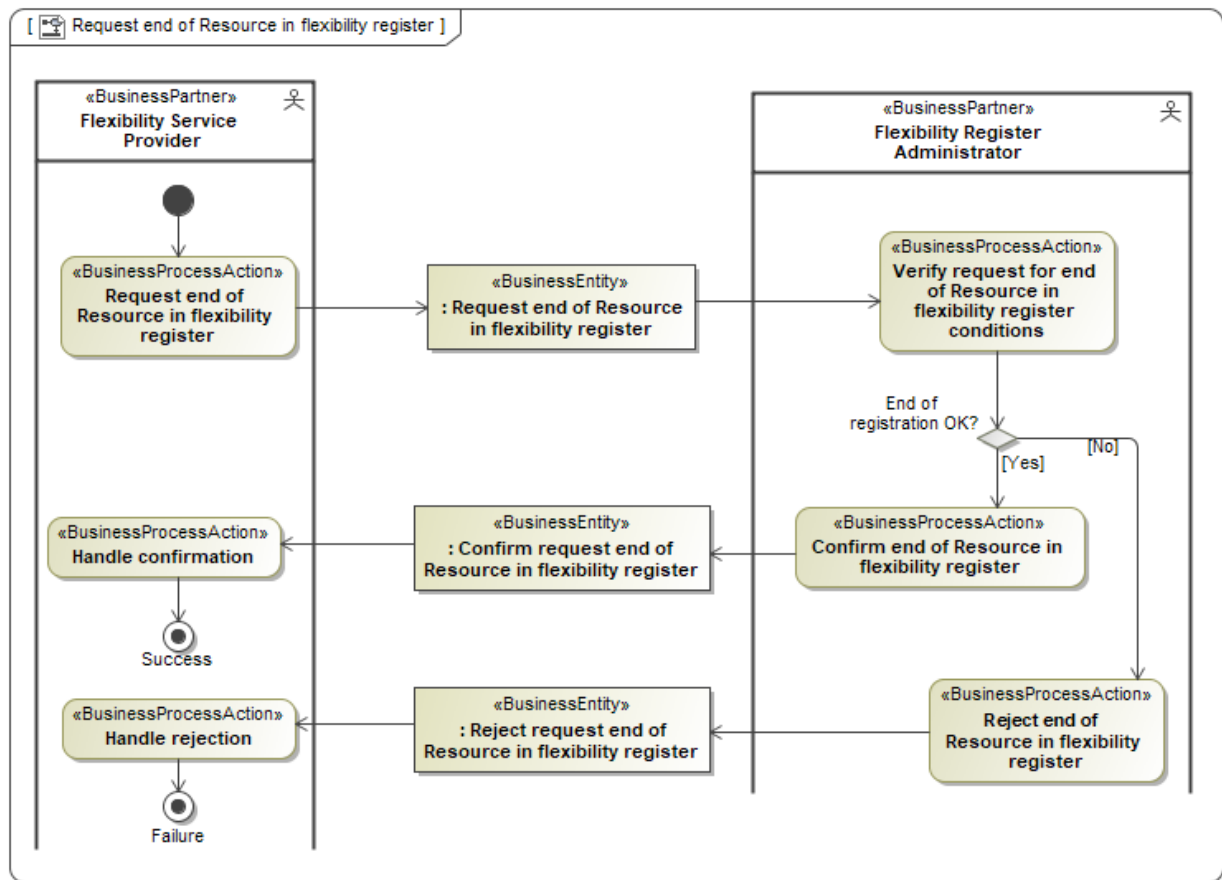 [ Request end of Resource in flexibility register ]
«BusinessPartner»
Flexibility Service
Provider
«BusinessPartner»
Flexibility Register
Administrator
«BusinessProcessAction»
Request end of
Resource in flexibility
register
«BusinessEntity»
: Request end of Resource
in flexibility register
«BusinessProcessAction»
Verify request for end
of Resource in
flexibility register
conditions
End of
registration OK?
[Yes]
[No]
«BusinessProcessAction»
Handle confirmation
«BusinessEntity»
: Confirm request end of
Resource in flexibility register
«BusinessProcessAction»
Confirm end of Resource in
flexibility register
Success
«BusinessProcessAction»
Handle rejection
«BusinessEntity»
: Reject request end of
Resource in flexibility register
«BusinessProcessAction»
Reject end of
Resource in flexibility
register
Failure